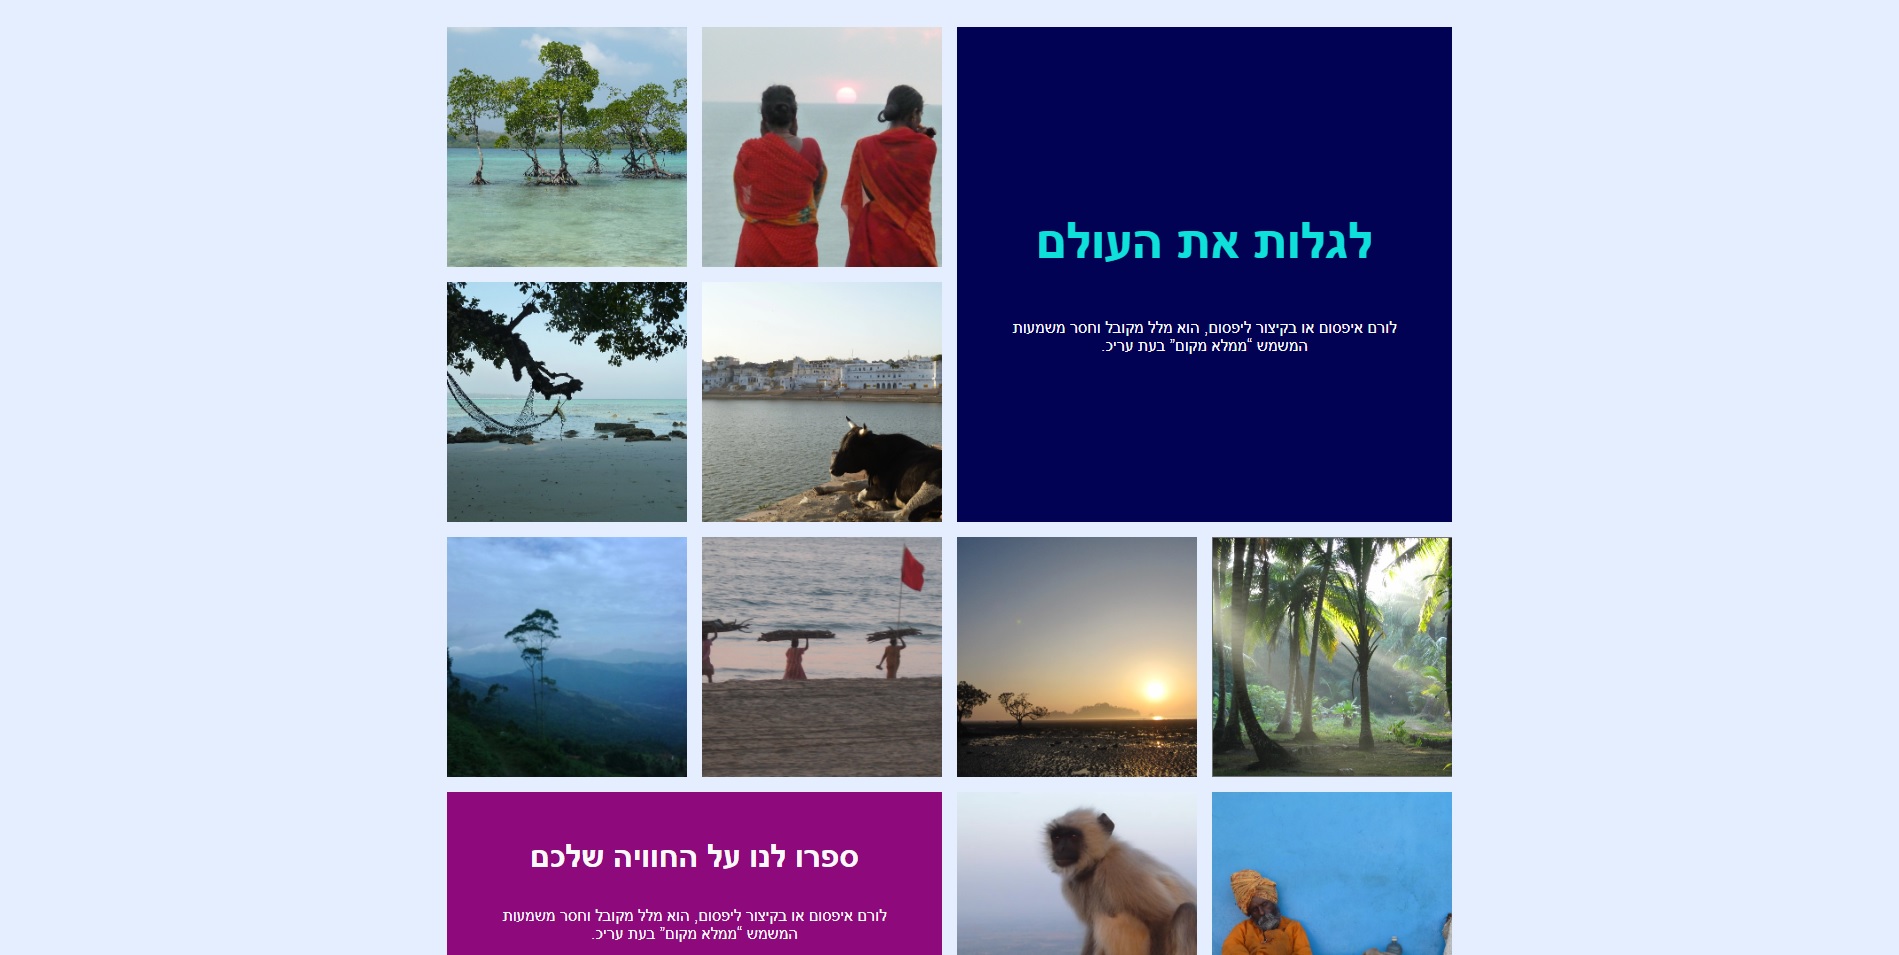 לגלות את העולם
לורם איפסום או בקיצור ליפסום, הוא מלל מקובל וחסר משמעות
המשמש “ממלא מקום” בעת עריכ.
ספרו לנו על החוויה שלכם
לורם איפסום או בקיצור ליפסום, הוא מלל מקובל וחסר משמעות
המשמש “ממלא מקום” בעת עריכ.